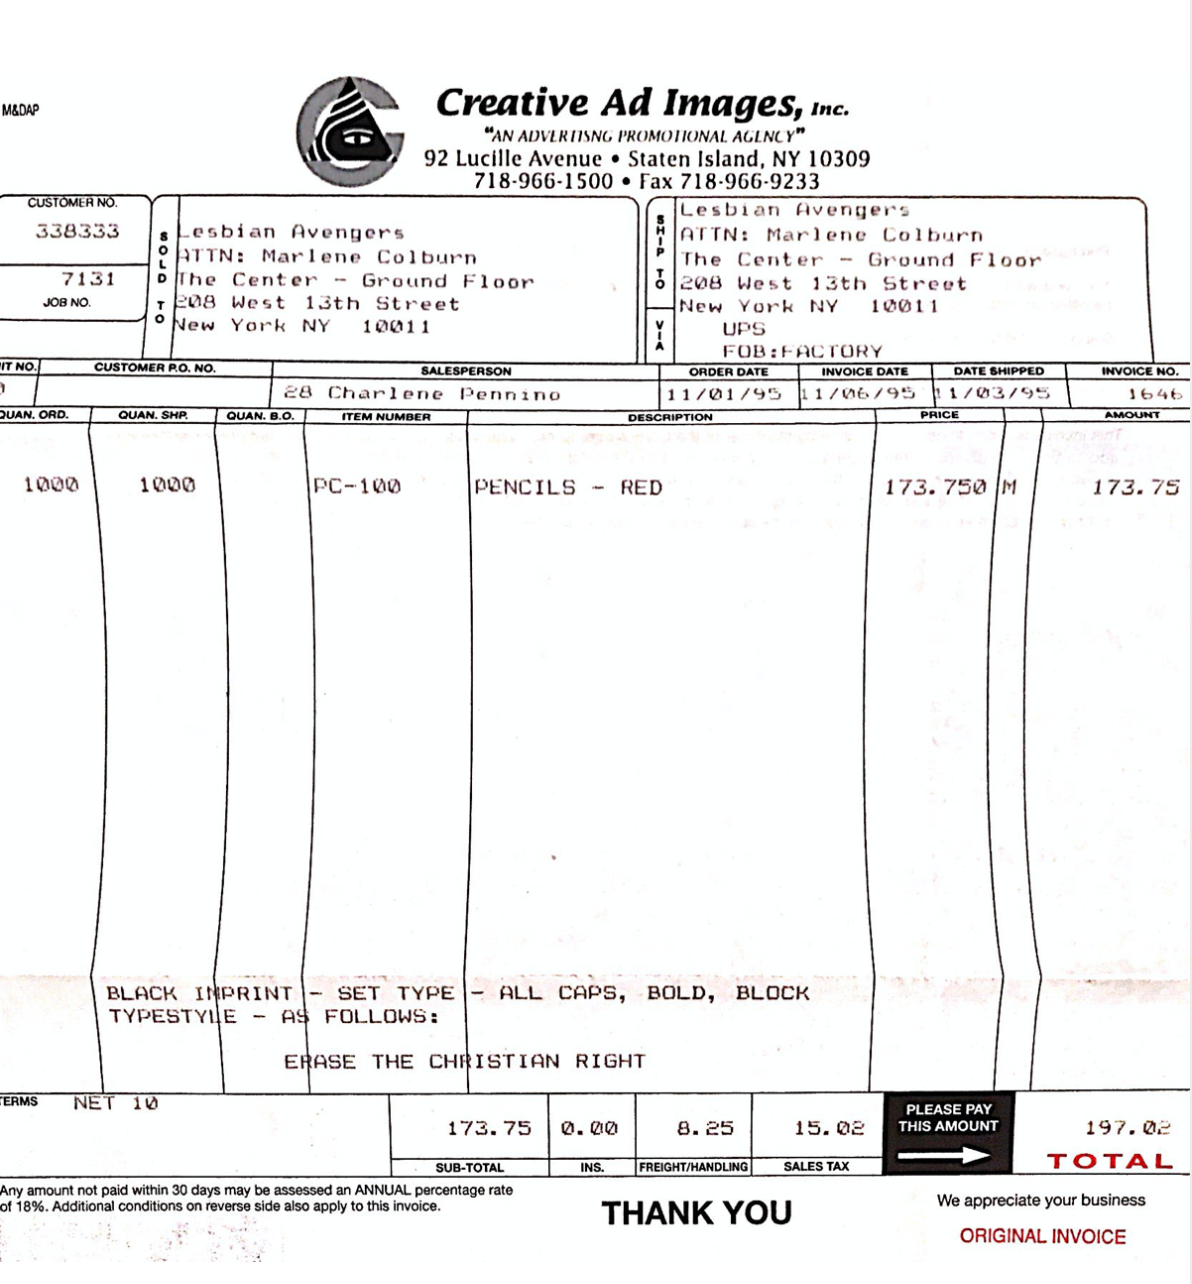 M&DAP
Creative Ad Images, Inc.
"AN ADVERTISNG PROMOTIONAL AGENCY"
92 Lucille Avenue • Staten Island, NY 10309
718-966-1500 • Fax 718-966-9233
CUSTOMER NO.
338333
7131
JOB NO.
SOLD TO
Lesbian Avengers
ATTN: Marlene Colburn
The Center - Ground Floor
208 West 13th Street
New York NY 10011
SHIP TO
Lesbian Avengers
ATTN: Marlene Colburn
The Center - Ground Floor
208 West 13th Street
New York NY 10011
VIA
UPS
FOB:FACTORY
IT NO. CUSTOMER P.O. NO. SALESPERSON ORDER DATE INVOICE DATE DATE SHIPPED INVOICE NO.
28 Charlene Pennino 11/01/95 11/06/95 11/03/95 1646
QUAN. ORD. QUAN. SHP. QUAN. B.O. ITEM NUMBER DESCRIPTION PRICE AMOUNT
1000 1000 PC-100 PENCILS - RED 173.750 M 173.75
BLACK IMPRINT - SET TYPE - ALL CAPS, BOLD, BLOCK
TYPESTYLE - AS FOLLOWS:
ERASE THE CHRISTIAN RIGHT
TERMS NET 10
173.75 0.00 8.25 15.02 PLEASE PAY THIS AMOUNT 197.02
SUB-TOTAL INS. FREIGHT/HANDLING SALES TAX TOTAL
Any amount not paid within 30 days may be assessed an ANNUAL percentage rate
of 18%. Additional conditions on reverse side also apply to this invoice.
THANK YOU
We appreciate your business
ORIGINAL INVOICE